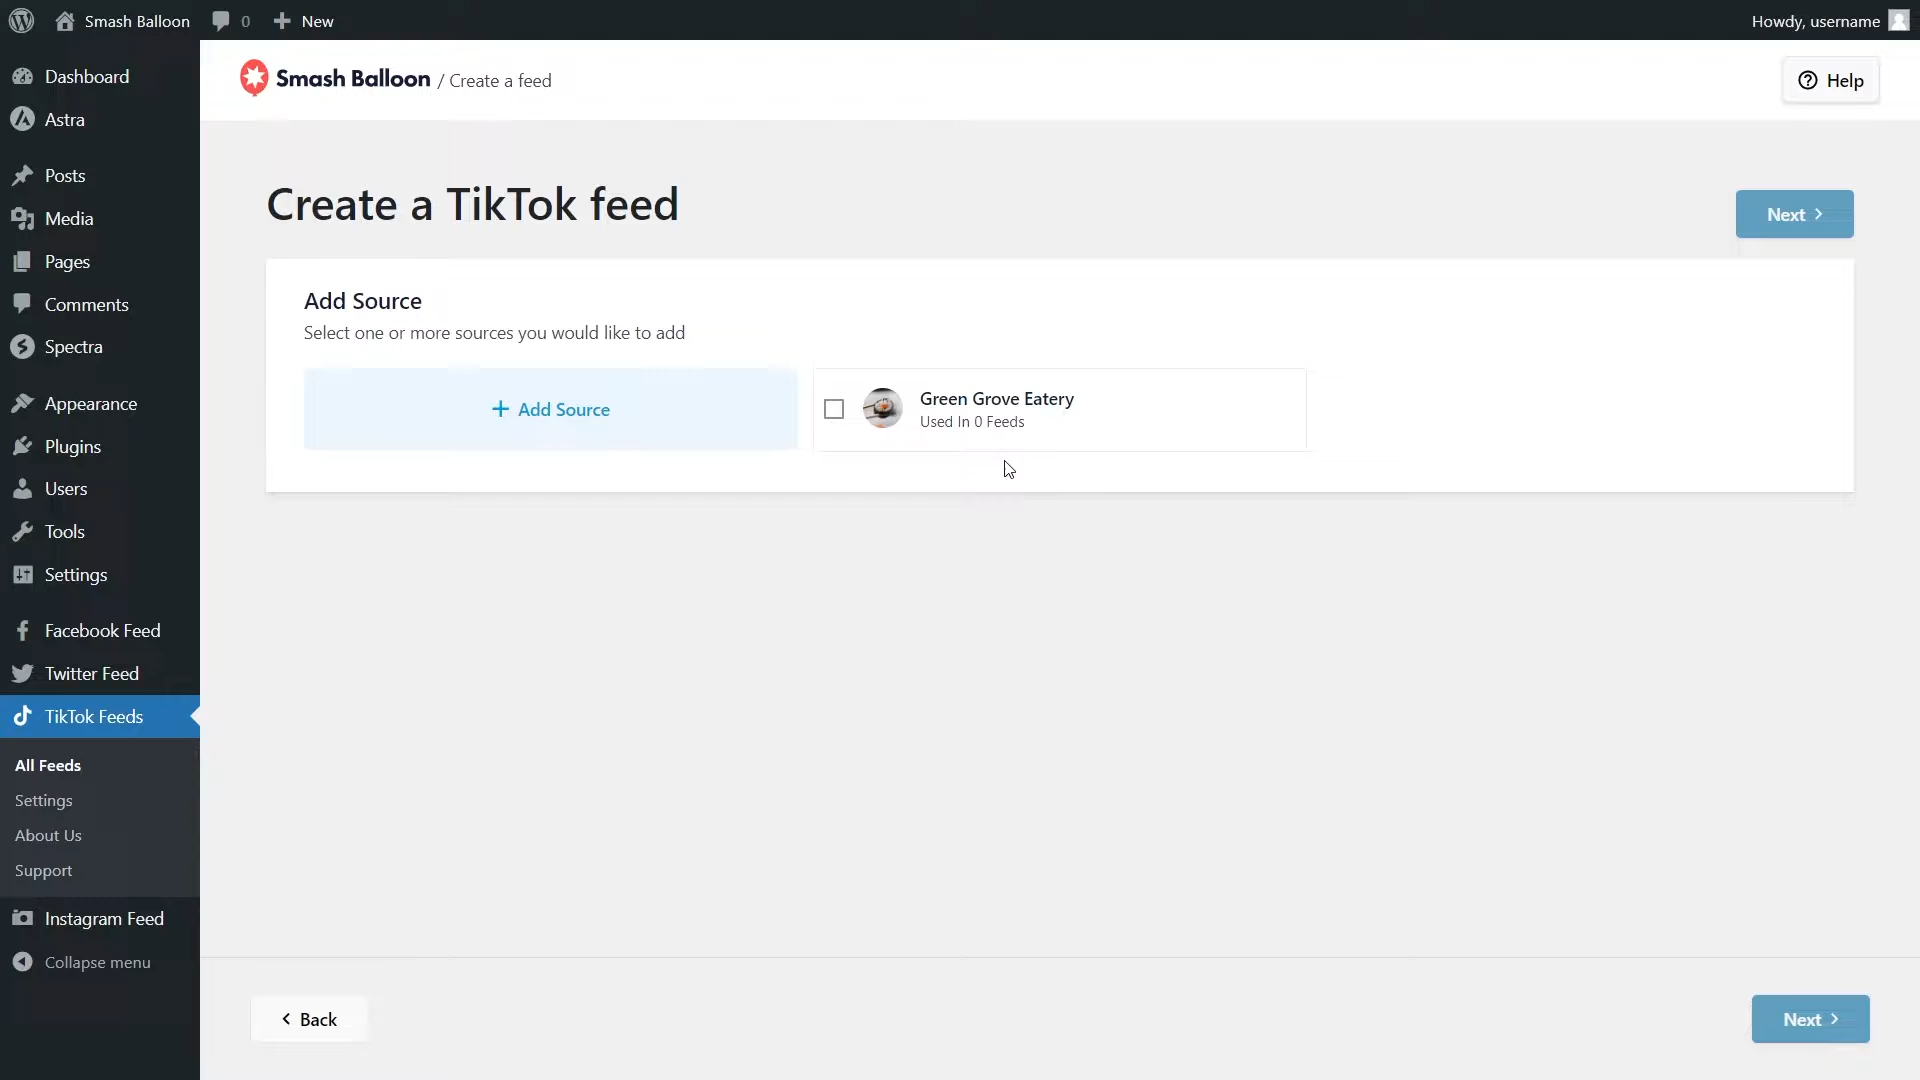 Smash Balloon
0
New
Howdy, username
Dashboard
Astra
Posts
Media
Pages
Comments
Spectra
Appearance
Plugins
Users
Tools
Settings
Facebook Feed
Twitter Feed
TikTok Feeds
All Feeds
Settings
About Us
Support
Instagram Feed
Collapse menu
Smash Balloon / Create a feed
Help
Create a TikTok feed
Next
Add Source
Select one or more sources you would like to add
+ Add Source
Green Grove Eatery
Used In 0 Feeds
Back
Next